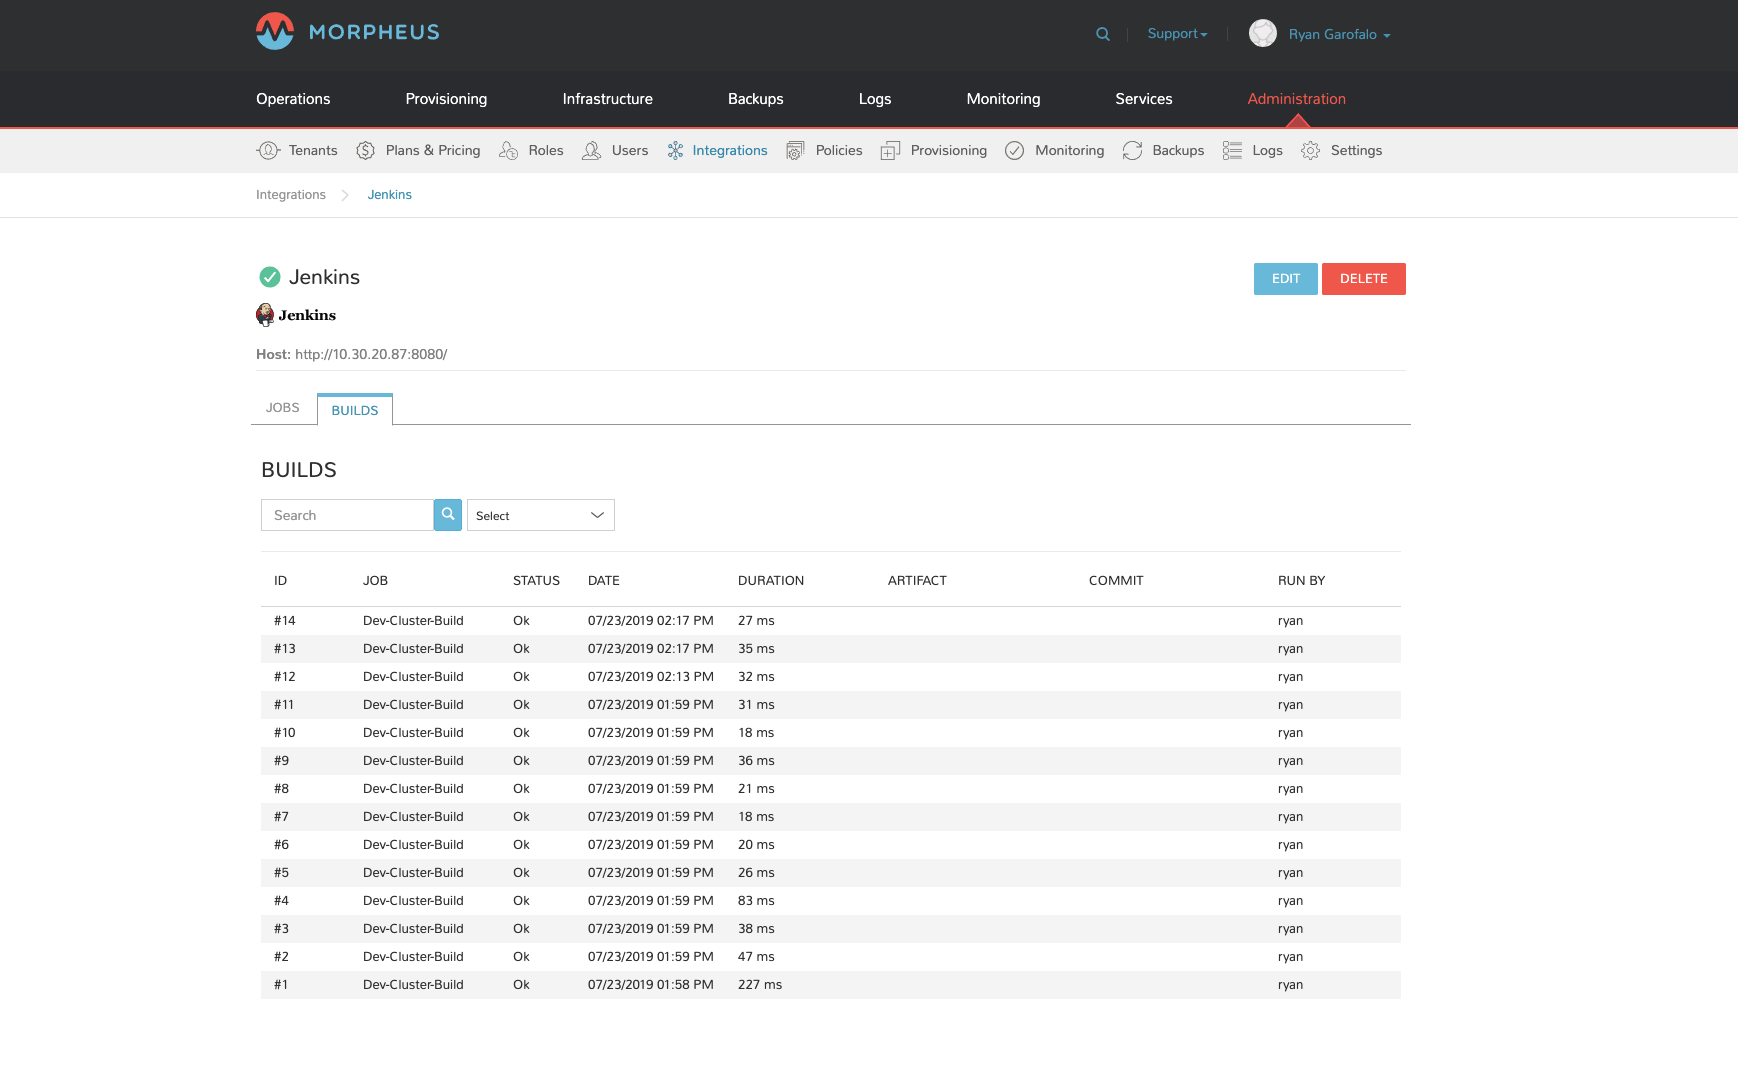 MORPHEUS
Support
Ryan Garofalo
Operations Provisioning Infrastructure Backups Logs Monitoring Services Administration
Tenants Plans & Pricing Roles Users Integrations Policies Provisioning Monitoring Backups Logs Settings
Integrations Jenkins
Jenkins
EDIT DELETE
Jenkins
Host: http://10.30.20.87:8080/
JOBS BUILDS
BUILDS
Search Select
ID JOB STATUS DATE DURATION ARTIFACT COMMIT RUN BY
#14 Dev-Cluster-Build Ok 07/23/2019 02:17 PM 27 ms ryan
#13 Dev-Cluster-Build Ok 07/23/2019 02:17 PM 35 ms ryan
#12 Dev-Cluster-Build Ok 07/23/2019 02:13 PM 32 ms ryan
#11 Dev-Cluster-Build Ok 07/23/2019 01:59 PM 31 ms ryan
#10 Dev-Cluster-Build Ok 07/23/2019 01:59 PM 18 ms ryan
#9 Dev-Cluster-Build Ok 07/23/2019 01:59 PM 36 ms ryan
#8 Dev-Cluster-Build Ok 07/23/2019 01:59 PM 21 ms ryan
#7 Dev-Cluster-Build Ok 07/23/2019 01:59 PM 18 ms ryan
#6 Dev-Cluster-Build Ok 07/23/2019 01:59 PM 20 ms ryan
#5 Dev-Cluster-Build Ok 07/23/2019 01:59 PM 26 ms ryan
#4 Dev-Cluster-Build Ok 07/23/2019 01:59 PM 83 ms ryan
#3 Dev-Cluster-Build Ok 07/23/2019 01:59 PM 38 ms ryan
#2 Dev-Cluster-Build Ok 07/23/2019 01:59 PM 47 ms ryan
#1 Dev-Cluster-Build Ok 07/23/2019 01:58 PM 227 ms ryan